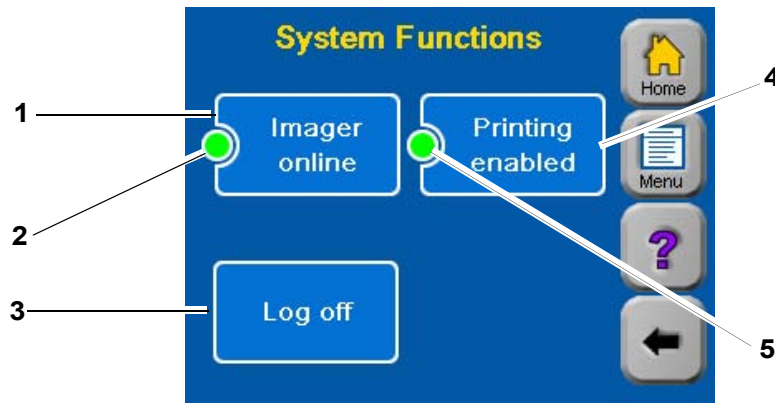 System Functions
Home
4
1
Imager
online
Printing
enabled
Menu
2
?
3
Log off
5